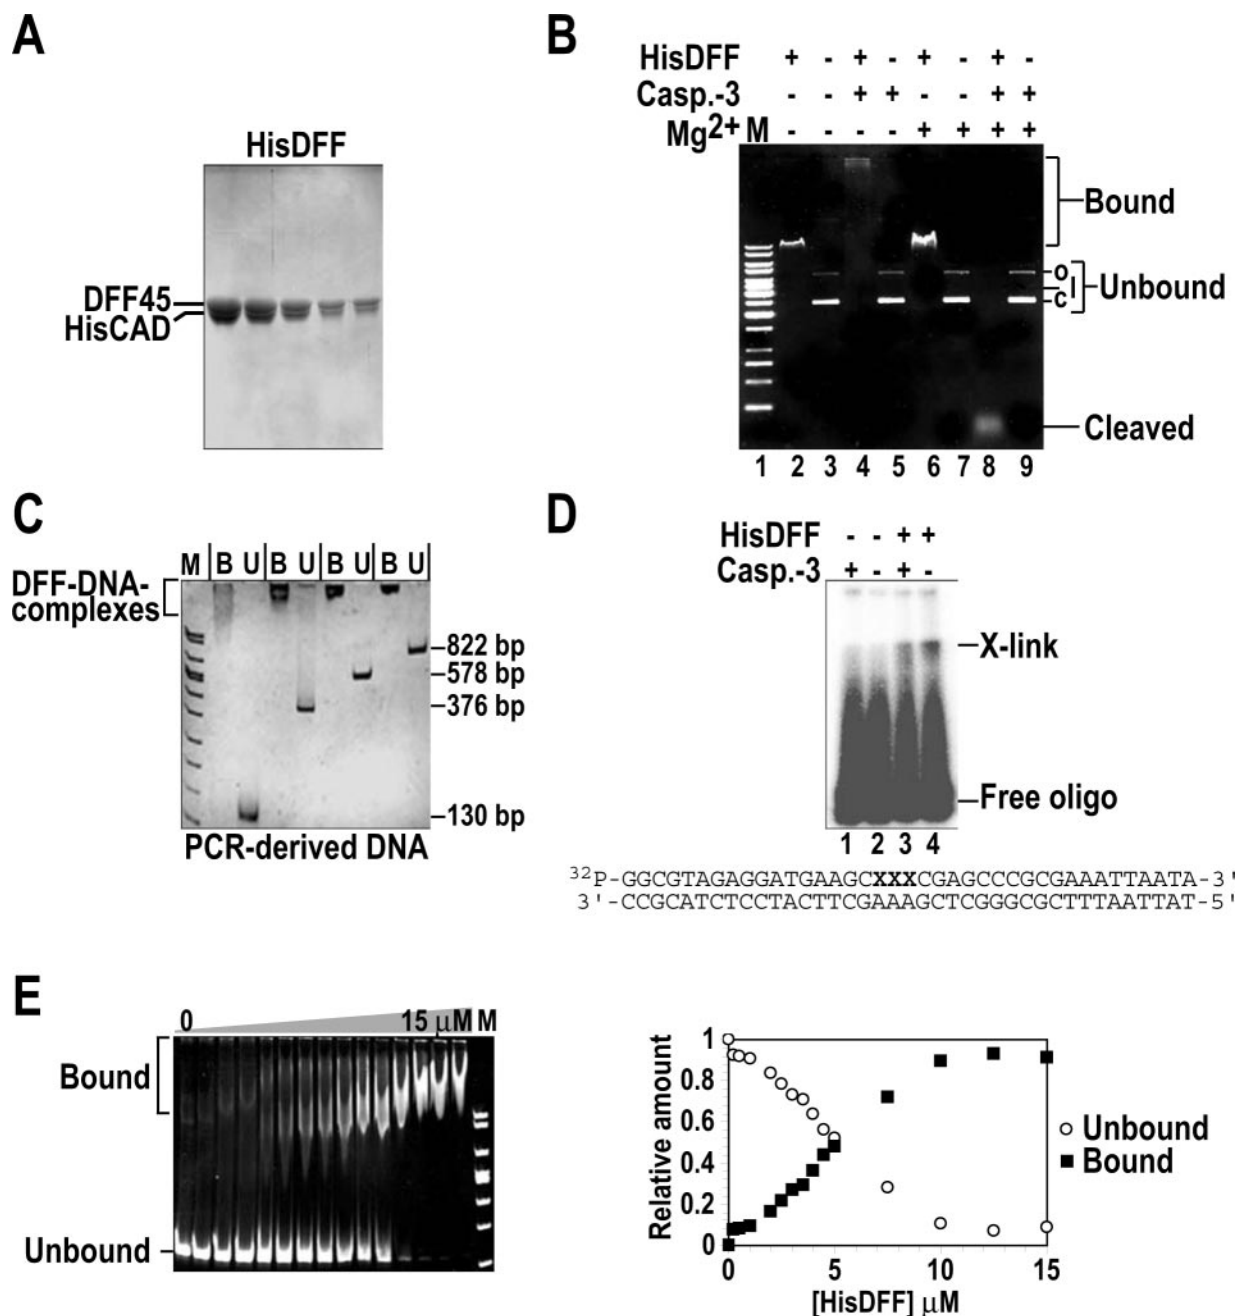 A
HisDFF
DFF45
HisCAD
B
HisDFF + - + - + - + -
Casp.-3 - - + + - - + +
Mg2+ M - - - - + + + +
Bound
o
l
c
Unbound
Cleaved
1 2 3 4 5 6 7 8 9
C
M B U B U B U B U
DFF-DNA-
complexes
822 bp
578 bp
376 bp
130 bp
PCR-derived DNA
D
HisDFF - - + +
Casp.-3 + - + -
X-link
Free oligo
1 2 3 4
32P-GGCGTAGAGGATGAAGCXXXCGAGCCCGCGAAATTAATA-3'
3'-CCGCATCTCCTACTTCGAAAGCTCGGGCGCTTTAATTAT-5'
E
0 15 μM M
Bound
Unbound
Relative amount
1
0.8
0.6
0.4
0.2
0
0 5 10 15
[HisDFF] μM
Unbound
Bound